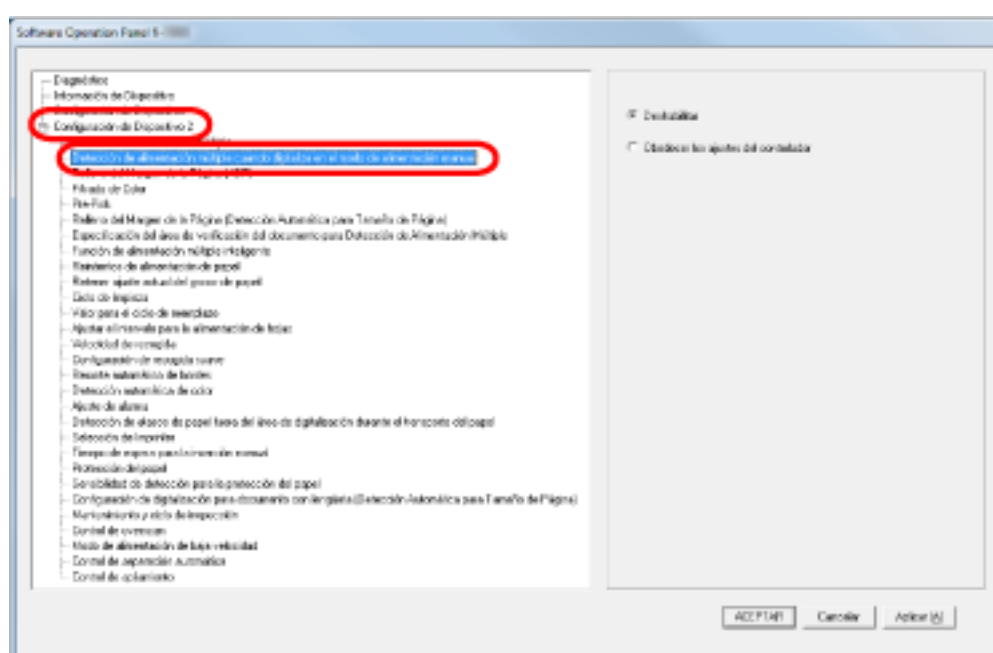 Software Operation Panel fi-
Diagnóstico
Información de Dispositivo
Configuración de Dispositivo 2
Detección de alimentación múltiple cuando digitaliza en el modo de alimentación manual
Filtrado de Color
Pre-Pick
Relleno del Margen de la Página (Detección Automática para Tamaño de Página)
Especificación del área de verificación del documento para Detección de Alimentación Múltiple
Función de alimentación múltiple inteligente
Reintentos de alimentación de papel
Retener ajuste actual del grosor de papel
Ciclo de limpieza
Valor para el ciclo de reemplazo
Ajustar el intervalo para la alimentación de hojas
Velocidad de recogida
Configuración de recogida suave
Recorte automático de bordes
Detección automática de color
Ajuste de alarma
Detección de atasco de papel fuera del área de digitalización durante el transporte del papel
Selección de Imprinter
Tiempo de espera para la inserción manual
Protección del papel
Sensibilidad de detección para la protección del papel
Configuración de digitalización para documento con lengüeta (Detección Automática para Tamaño de Página)
Mantenimiento y ciclo de inspección
Control de overscan
Modo de alimentación de baja velocidad
Control de separación automática
Control de apilamiento
Deshabilitar
Obedecer los ajustes del controlador
ACEPTAR
Cancelar
Aplicar (A)